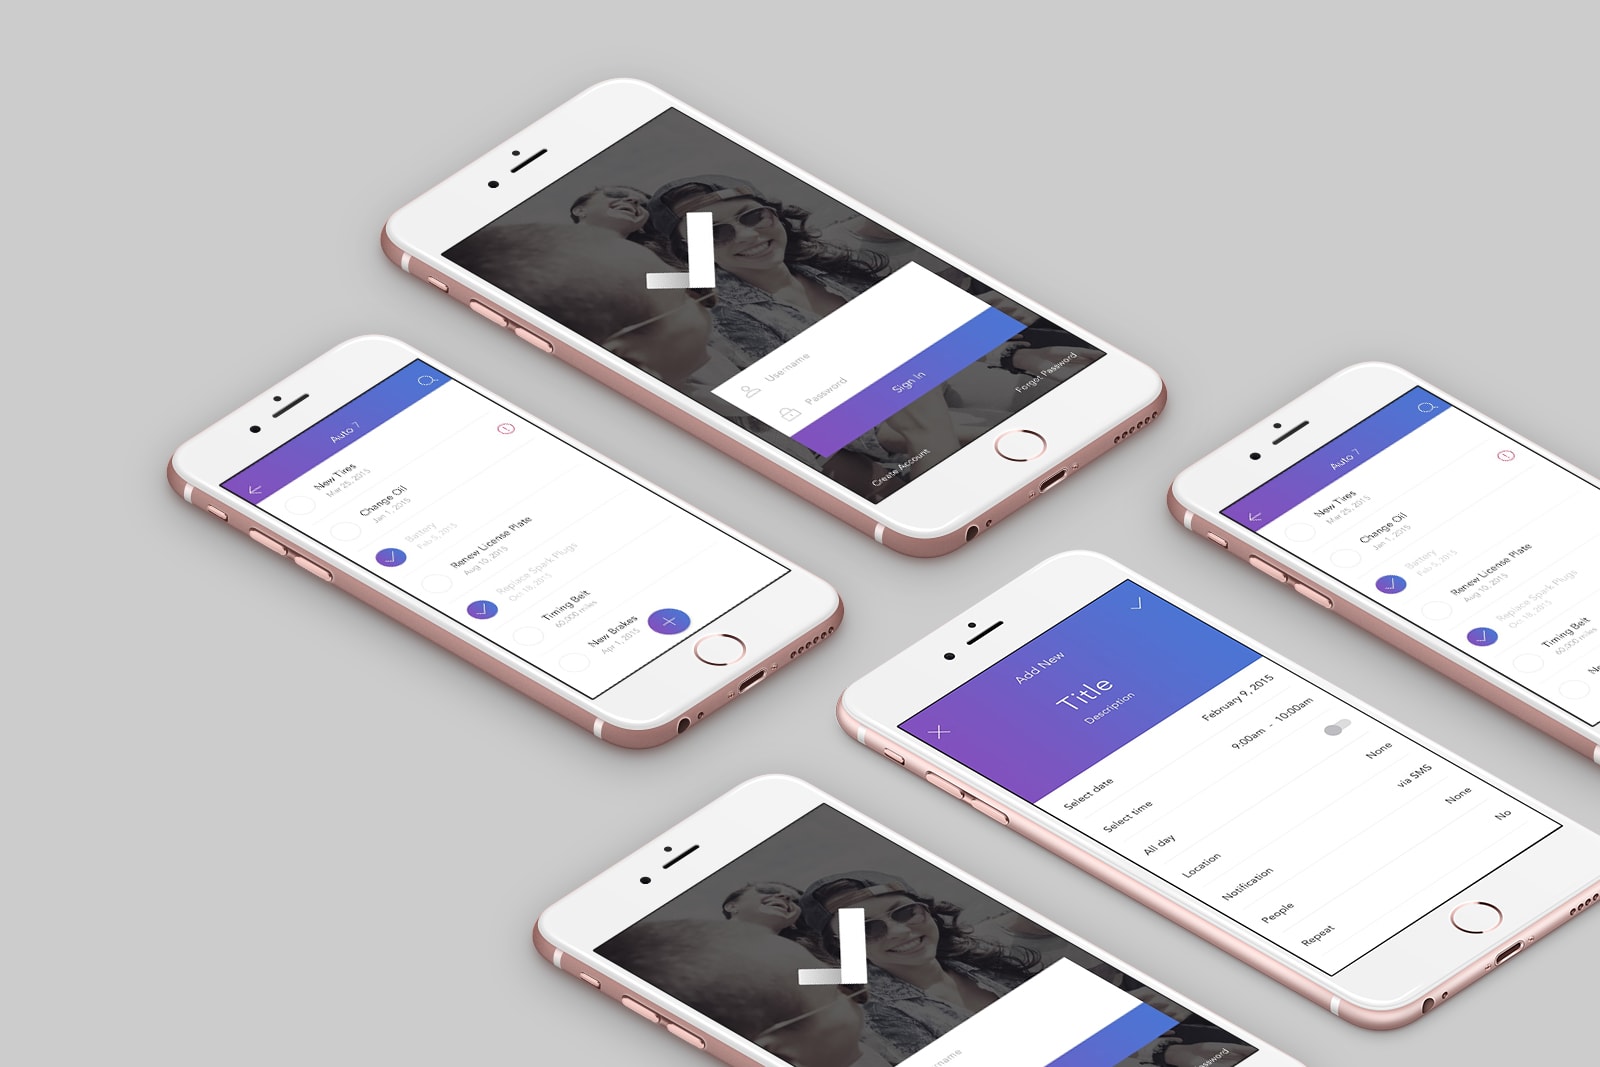 Username
Password
Sign In
Create Account
Forgot Password
Auto 7
New Tires
Mar 25, 2015
Change Oil
Jan 1, 2015
Battery
Feb 5, 2015
Renew License Plate
Aug 10, 2015
Replace Spark Plugs
Oct 18, 2015
Timing Belt
60,000 miles
New Brakes
Apr 1, 2015
Auto 7
New Tires
Mar 25, 2015
Change Oil
Jan 1, 2015
Battery
Feb 5, 2015
Renew License Plate
Aug 10, 2015
Replace Spark Plugs
Oct 18, 2015
Timing Belt
60,000 miles
Add New
Title
Description
Select date February 9, 2015
Select time 9:00am - 10:00am
All day
Location None
Notification via SMS
People None
Repeat No